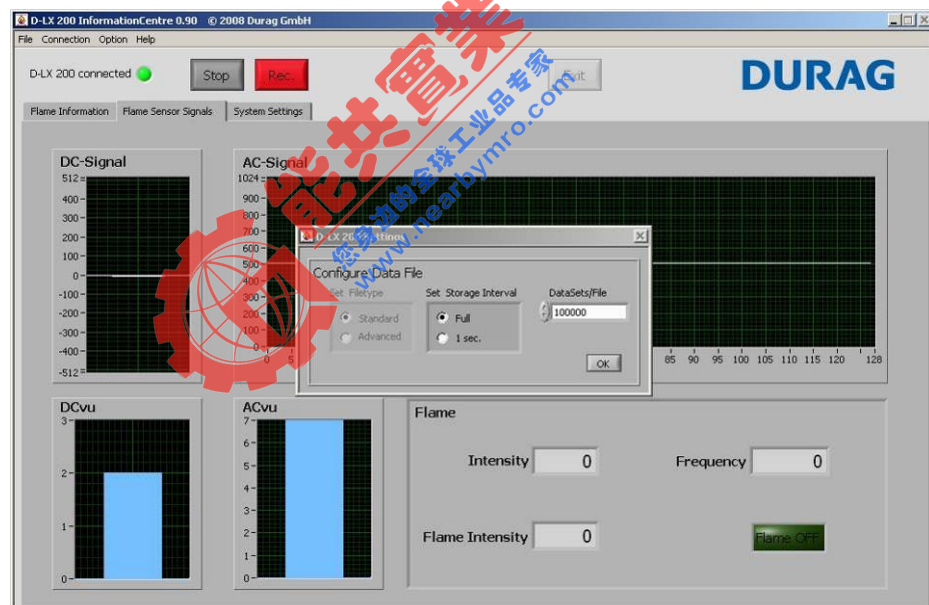 D-LX 200 InformationCentre 0.90 © 2008 Durag GmbH
File Connection Option Help
D-LX 200 connected
Stop
Rec.
Exit
DURAG
Flame Information Flame Sensor Signals System Settings
DC-Signal
512
400
300
200
100
0
-100
-200
-300
-400
-512
AC-Signal
1024
900
800
700
600
500
400
300
200
100
0
0 5
85 90 95 100 105 110 115 120 128
D-LX 200 Settings
Configure Data File
Set Filetype
Standard
Advanced
Set Storage Interval
Full
1 sec.
DataSets/File
100000
OK
DCvu
3
2
1
0
ACvu
7
6
5
4
3
2
1
0
Flame
Intensity 0
Frequency 0
Flame Intensity 0
Flame OFF
能共實業
您身边的全球工业品专家
www.nearbymro.com